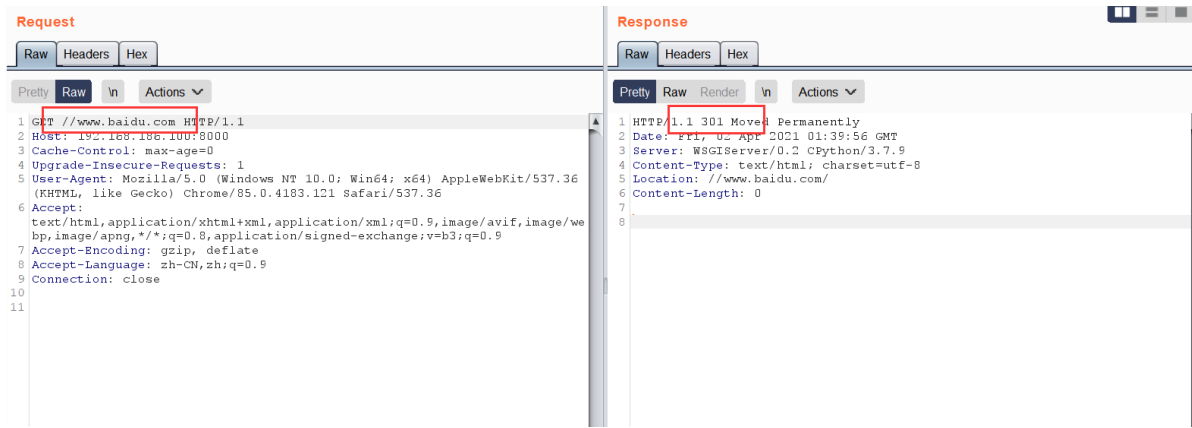 Request
Raw Headers Hex
Pretty Raw \n Actions
1 GET //www.baidu.com HTTP/1.1
2 Host: 192.168.186.100:8000
3 Cache-Control: max-age=0
4 Upgrade-Insecure-Requests: 1
5 User-Agent: Mozilla/5.0 (Windows NT 10.0; Win64; x64) AppleWebKit/537.36
(KHTML, like Gecko) Chrome/85.0.4183.121 Safari/537.36
6 Accept:
text/html,application/xhtml+xml,application/xml;q=0.9,image/avif,image/we
bp,image/apng,*/*;q=0.8,application/signed-exchange;v=b3;q=0.9
7 Accept-Encoding: gzip, deflate
8 Accept-Language: zh-CN,zh;q=0.9
9 Connection: close
10
11
Response
Raw Headers Hex
Pretty Raw Render \n Actions
1 HTTP/1.1 301 Moved Permanently
2 Date: Fri, 02 Apr 2021 01:39:56 GMT
3 Server: WSGIServer/0.2 CPython/3.7.9
4 Content-Type: text/html; charset=utf-8
5 Location: //www.baidu.com/
6 Content-Length: 0
7
8